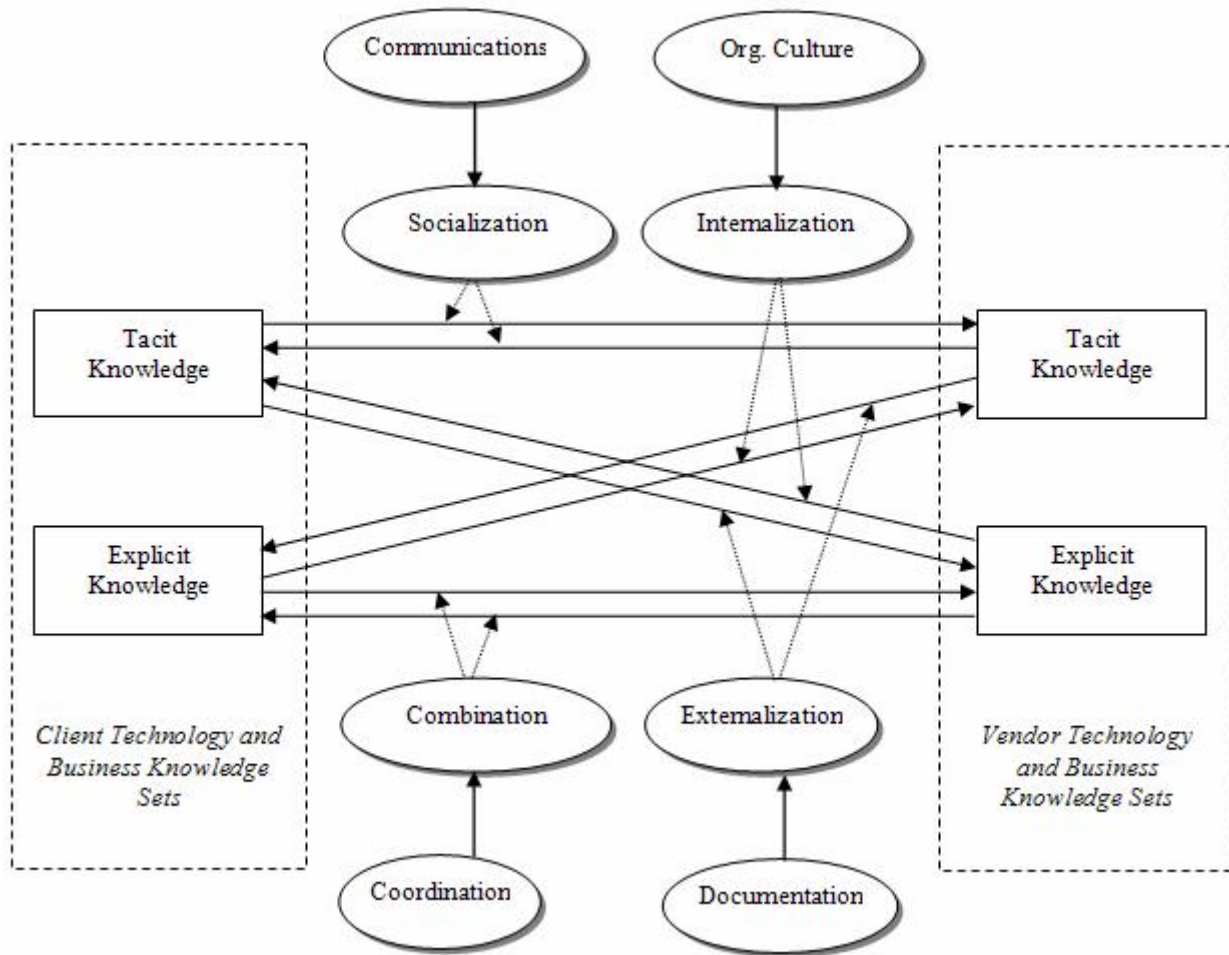 Communications
Org. Culture
Socialization
Internalization
Tacit
Knowledge
Tacit
Knowledge
Explicit
Knowledge
Explicit
Knowledge
Client Technology and
Business Knowledge
Sets
Combination
Externalization
Vendor Technology
and Business
Knowledge Sets
Coordination
Documentation